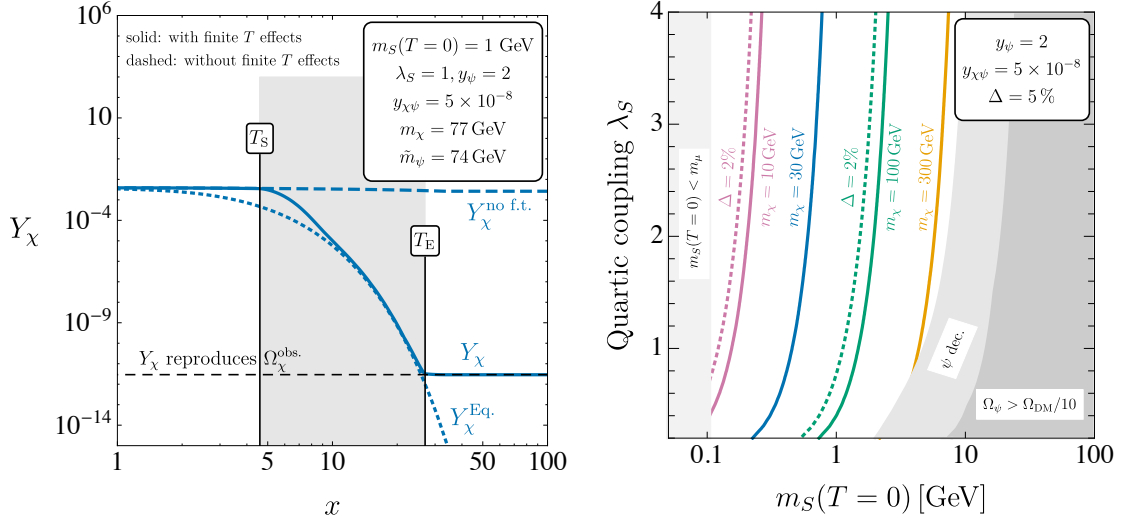 solid: with finite T effects
dashed: without finite T effects
m_S(T = 0) = 1 GeV
λ_S = 1, y_ψ = 2
y_χψ = 5 × 10^−8
m_χ = 77 GeV
m̃_ψ = 74 GeV
T_S
T_E
Y_χ^no f.t.
Y_χ reproduces Ω_χ^obs.
Y_χ
Y_χ^Eq.
10^6
10
10^−4
10^−9
10^−14
Y_χ
1
5
10
50
100
x
y_ψ = 2
y_χψ = 5 × 10^−8
Δ = 5 %
m_S(T = 0) < m_μ
Δ = 2%
m_χ = 10 GeV
m_χ = 30 GeV
Δ = 2%
m_χ = 100 GeV
m_χ = 300 GeV
ψ dec.
Ω_ψ > Ω_DM/10
4
3
2
1
Quartic coupling λ_S
0.1
1
10
100
m_S(T = 0) [GeV]